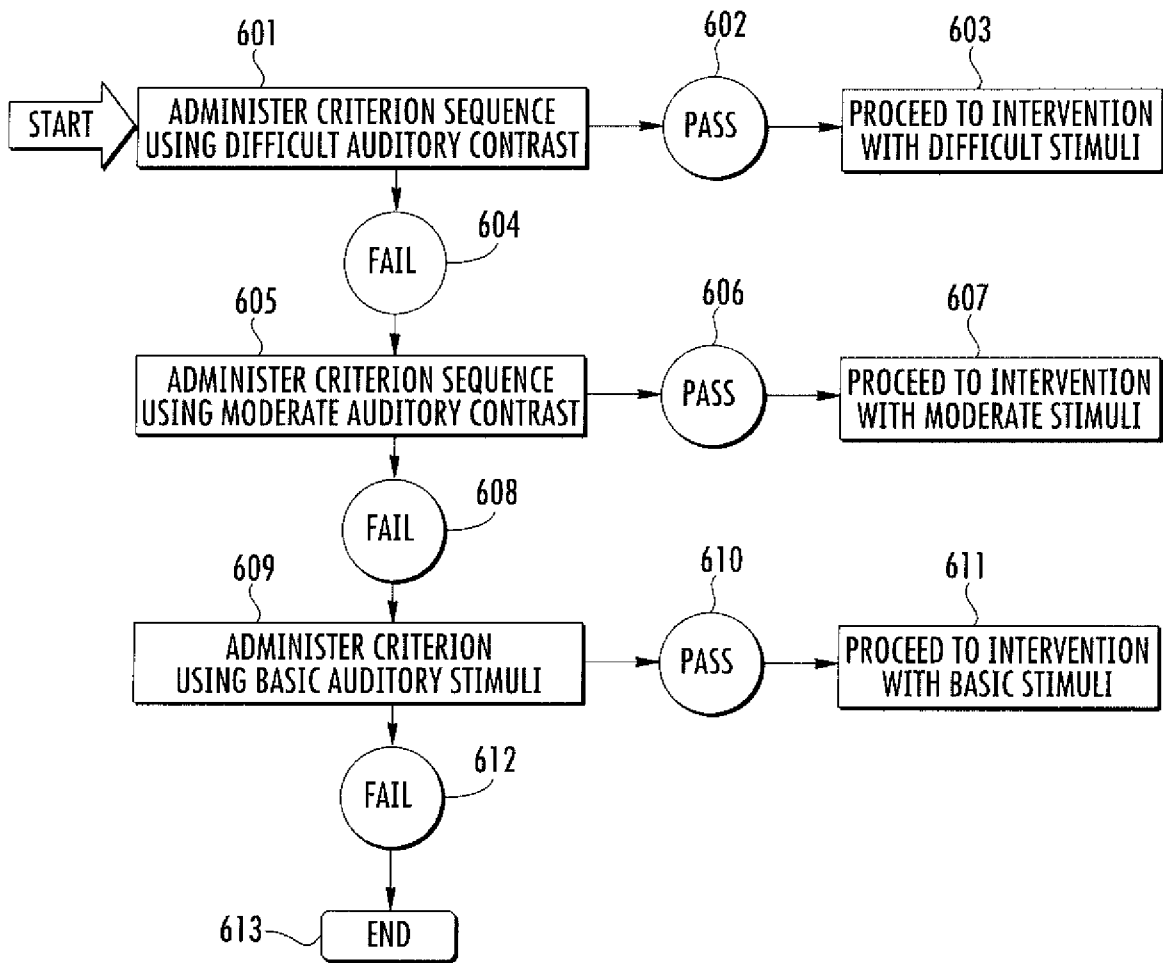 601
602
603
START
ADMINISTER CRITERION SEQUENCE
USING DIFFICULT AUDITORY CONTRAST
PASS
PROCEED TO INTERVENTION
WITH DIFFICULT STIMULI
FAIL
604
605
606
607
ADMINISTER CRITERION SEQUENCE
USING MODERATE AUDITORY CONTRAST
PASS
PROCEED TO INTERVENTION
WITH MODERATE STIMULI
FAIL
608
609
610
611
ADMINISTER CRITERION
USING BASIC AUDITORY STIMULI
PASS
PROCEED TO INTERVENTION
WITH BASIC STIMULI
FAIL
612
613
END